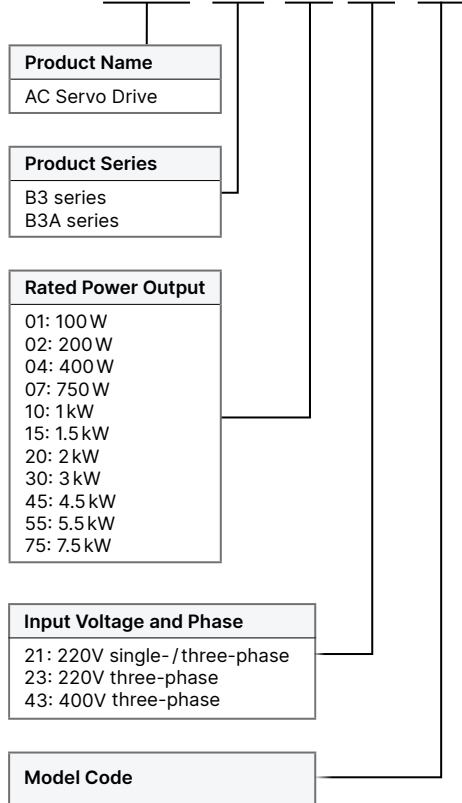 Product Name
AC Servo Drive
Product Series
B3 series
B3A series
Rated Power Output
01: 100 W
02: 200 W
04: 400 W
07: 750 W
10: 1 kW
15: 1.5 kW
20: 2 kW
30: 3 kW
45: 4.5 kW
55: 5.5 kW
75: 7.5 kW
Input Voltage and Phase
21: 220V single-/three-phase
23: 220V three-phase
43: 400V three-phase
Model Code